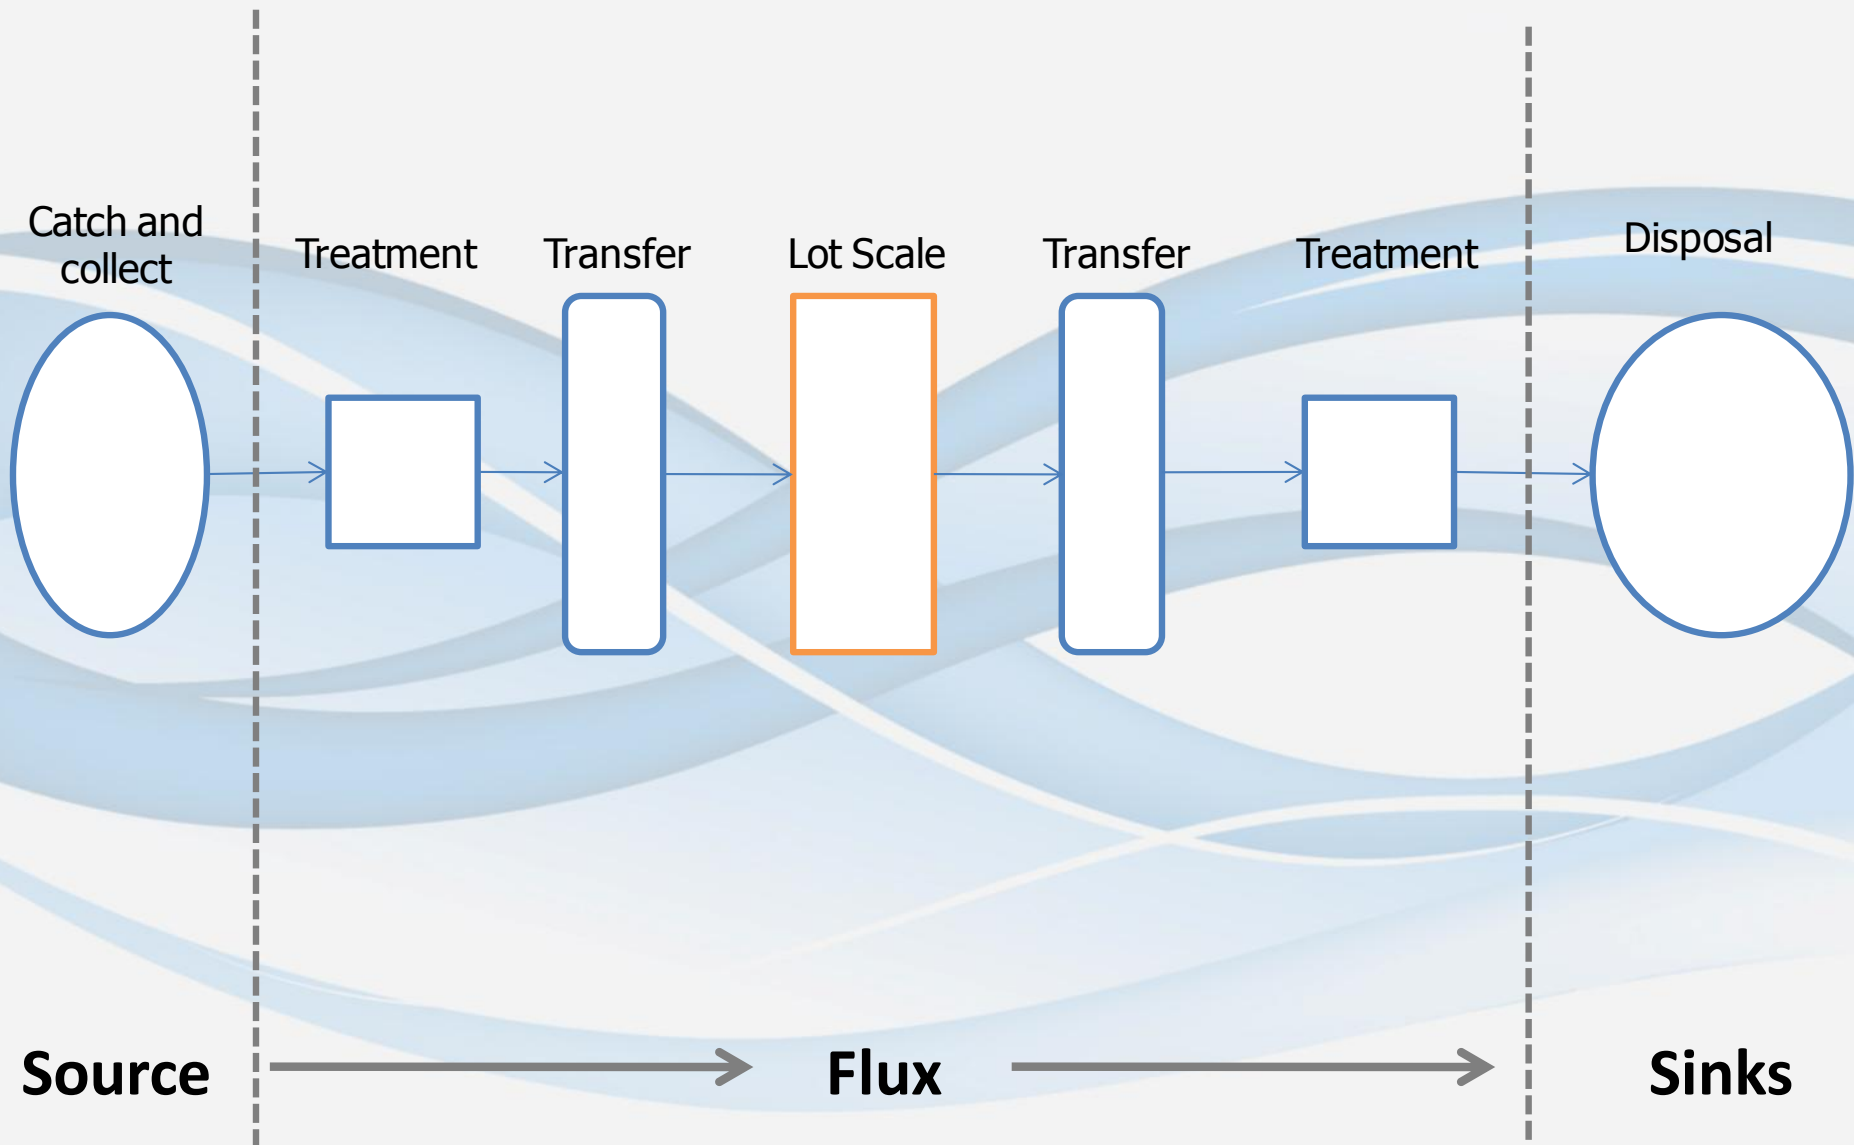 Catch and
collect
Treatment
Transfer
Lot Scale
Transfer
Treatment
Disposal
Source
Flux
Sinks